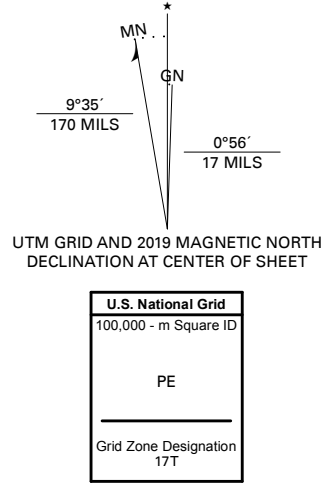 ★
MN
GN
9°35´
170 MILS
0°56´
17 MILS
UTM GRID AND 2019 MAGNETIC NORTH
DECLINATION AT CENTER OF SHEET
U.S. National Grid
100,000 - m Square ID
PE
Grid Zone Designation
17T